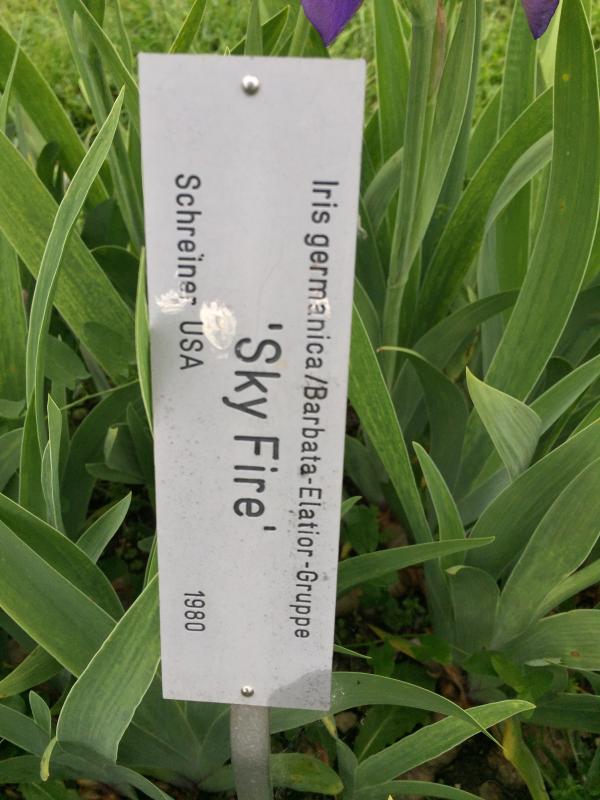 Iris germanica/Barbata-Elatior-Gruppe
'Sky Fire'
Schreiner USA 1980